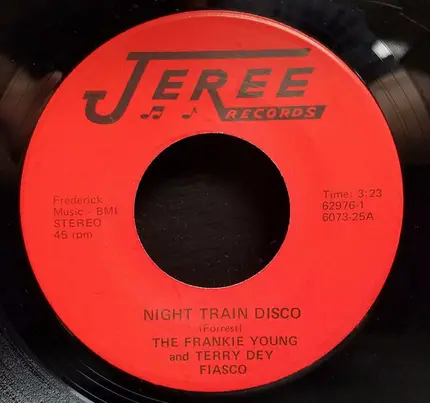 JEREE
RECORDS
Frederick
Music - BMI
STEREO
45 rpm
Time: 3:23
62976-1
6073-25A
NIGHT TRAIN DISCO
(Forrest)
THE FRANKIE YOUNG
and TERRY DEY
FIASCO